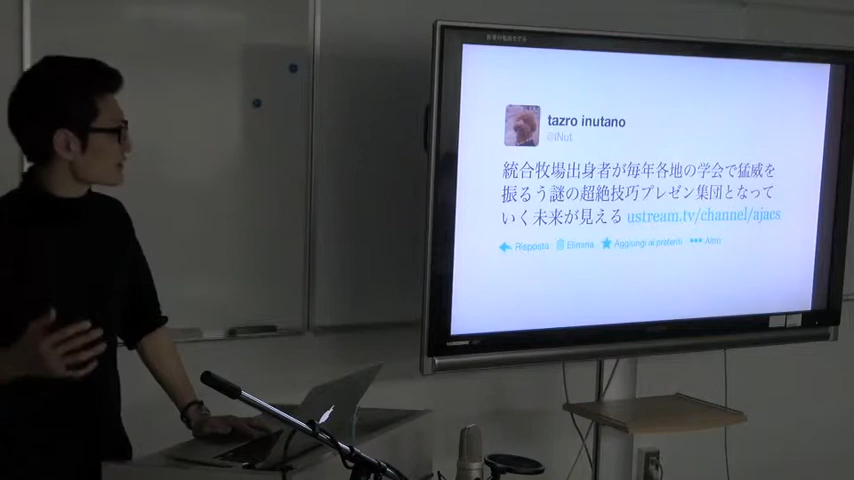 tazro inutano
@iNut_
統合牧場出身者が毎年各地の学会で猛威を
振るう謎の超絶技巧プレゼン集団となって
いく未来が見える ustream.tv/channel/ajacs
Risposta Elimina Aggiungi ai preferiti Altro